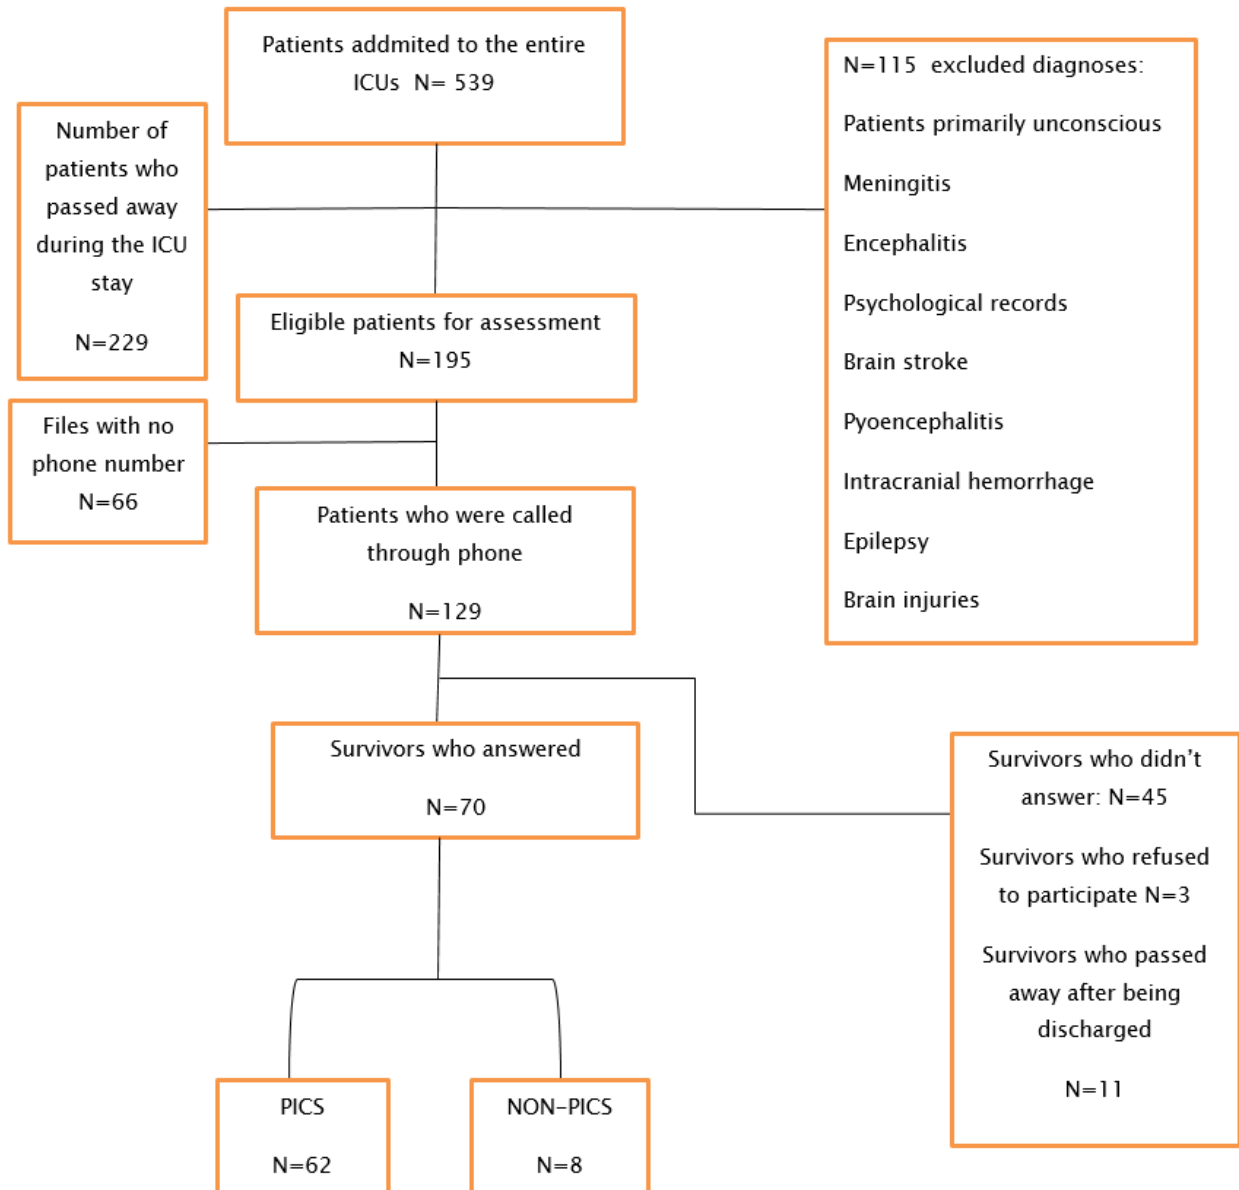 Patients addmited to the entire
ICUs  N= 539
Number of
patients who
passed away
during the ICU
stay
N=229
N=115  excluded diagnoses:
Patients primarily unconscious
Meningitis
Encephalitis
Psychological records
Brain stroke
Pyoencephalitis
Intracranial hemorrhage
Epilepsy
Brain injuries
Eligible patients for assessment
N=195
Files with no
phone number
N=66
Patients who were called
through phone
N=129
Survivors who answered
N=70
Survivors who didn’t
answer: N=45
Survivors who refused
to participate N=3
Survivors who passed
away after being
discharged
N=11
PICS
N=62
NON-PICS
N=8